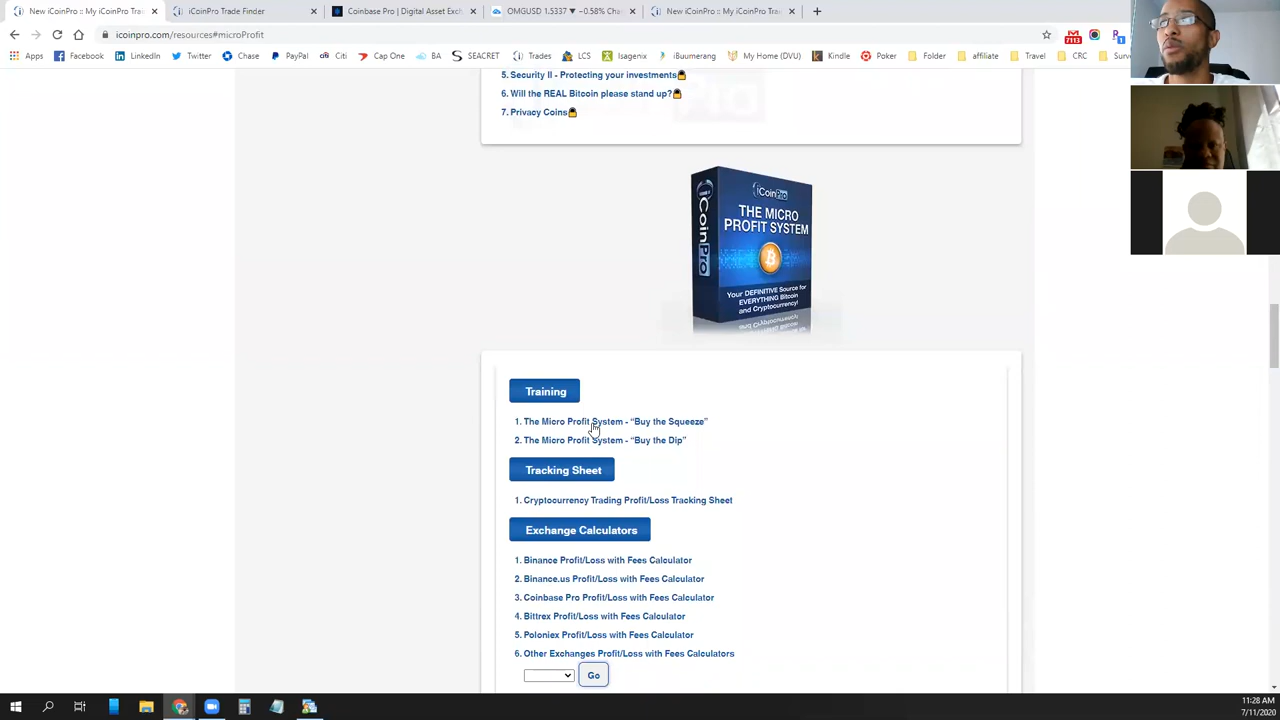 New iCoinPro :: My iCoinPro Trai
iCoinPro Trade Finder
Coinbase Pro | Digital Asset Exch
OMGUSD 1.5337 ▼ −0.58% Cha
New iCoinPro :: My iCoinPro Trai
icoinpro.com/resources#microProfit
Apps
Facebook
LinkedIn
Twitter
Chase
PayPal
Citi
Cap One
BA
SEACRET
Trades
LCS
Isagenix
iBuumerang
My Home (DVU)
Kindle
Poker
Folder
affiliate
Travel
CRC
Surv
5. Security II - Protecting your investments
6. Will the REAL Bitcoin please stand up?
7. Privacy Coins
iCoinPro
iCoinPro
THE MICRO
PROFIT SYSTEM
Your DEFINITIVE Source for
EVERYTHING Bitcoin
and Cryptocurrency!
Training
1. The Micro Profit System - “Buy the Squeeze”
2. The Micro Profit System - “Buy the Dip”
Tracking Sheet
1. Cryptocurrency Trading Profit/Loss Tracking Sheet
Exchange Calculators
1. Binance Profit/Loss with Fees Calculator
2. Binance.us Profit/Loss with Fees Calculator
3. Coinbase Pro Profit/Loss with Fees Calculator
4. Bittrex Profit/Loss with Fees Calculator
5. Poloniex Profit/Loss with Fees Calculator
6. Other Exchanges Profit/Loss with Fees Calculators
Go
11:28 AM
7/11/2020